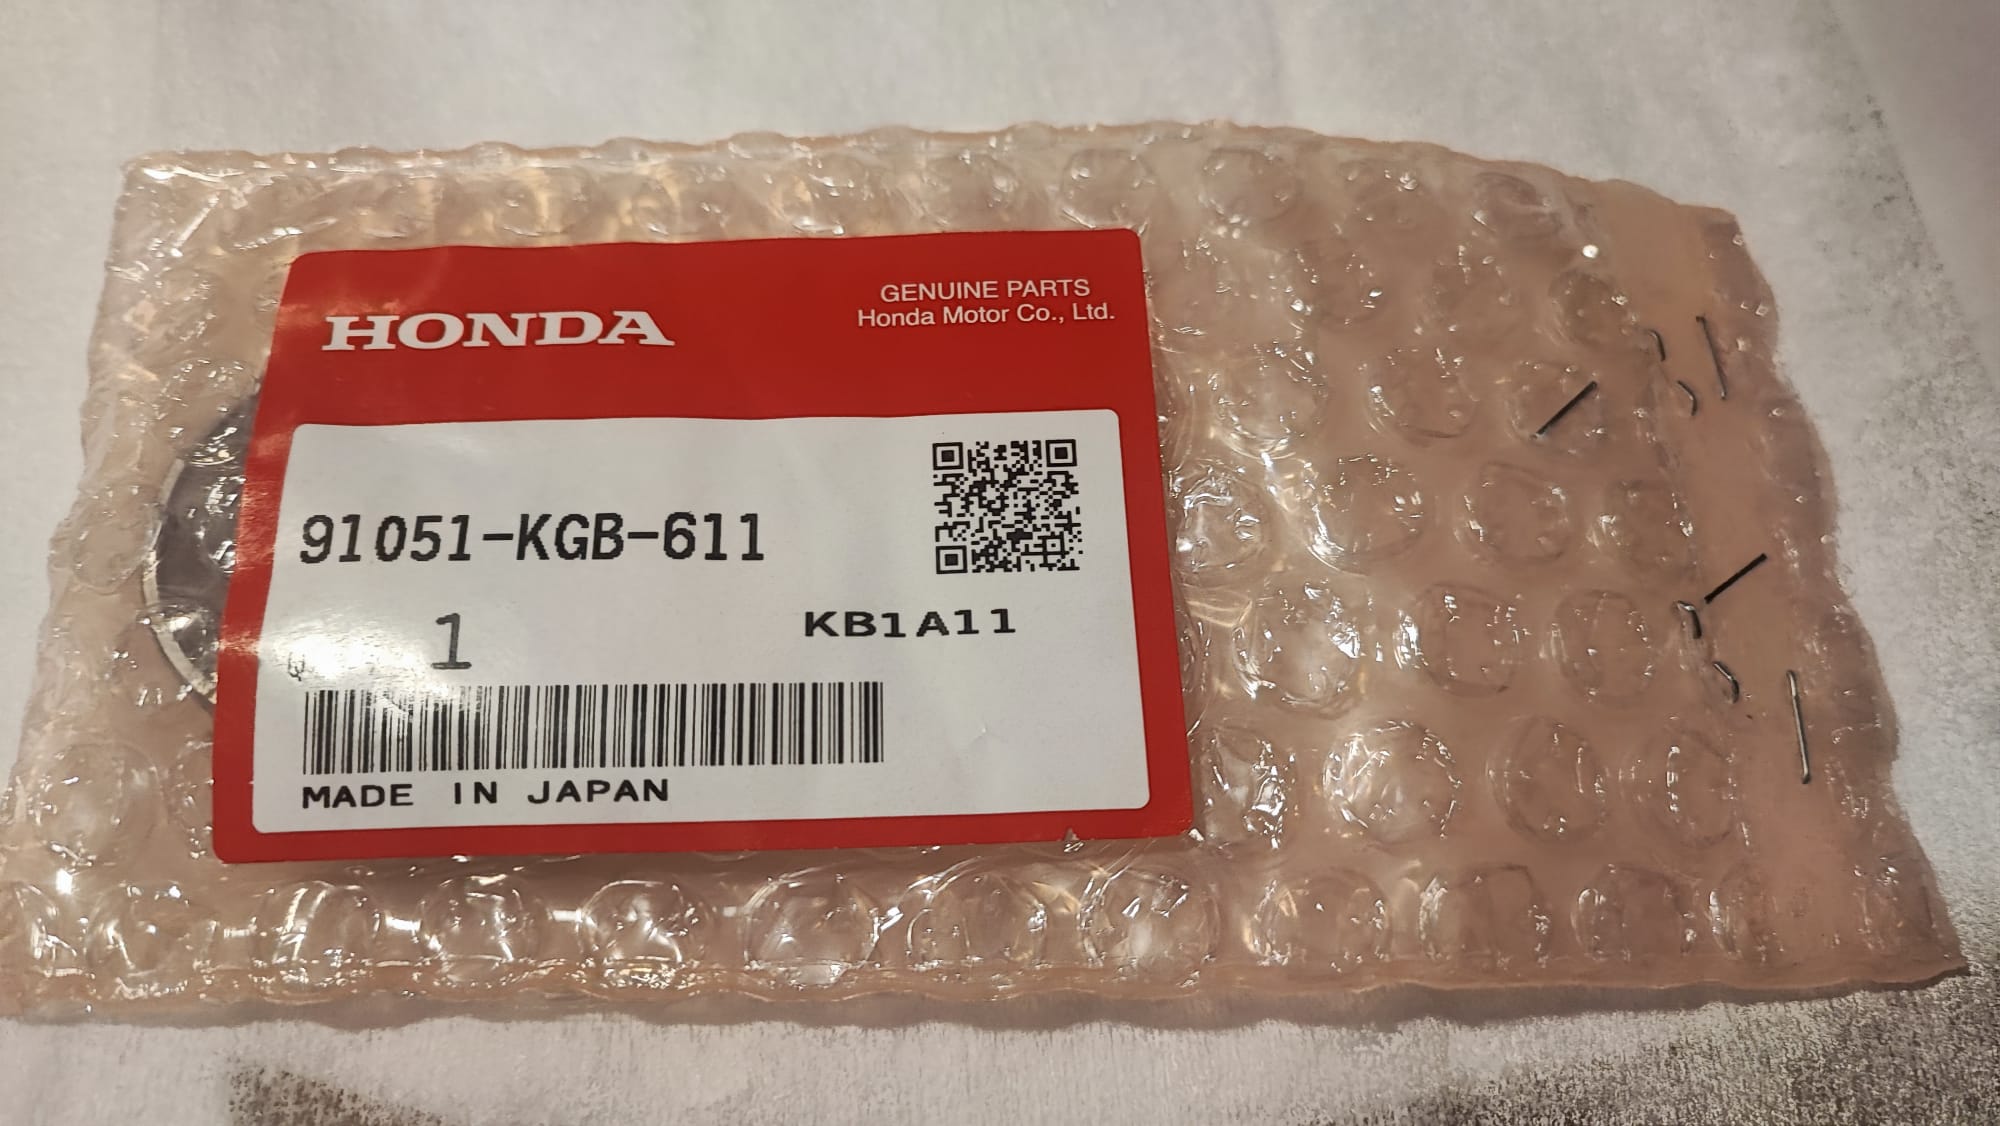 HONDA
GENUINE PARTS
Honda Motor Co., Ltd.
91051-KGB-611
1
KB1A11
MADE IN JAPAN